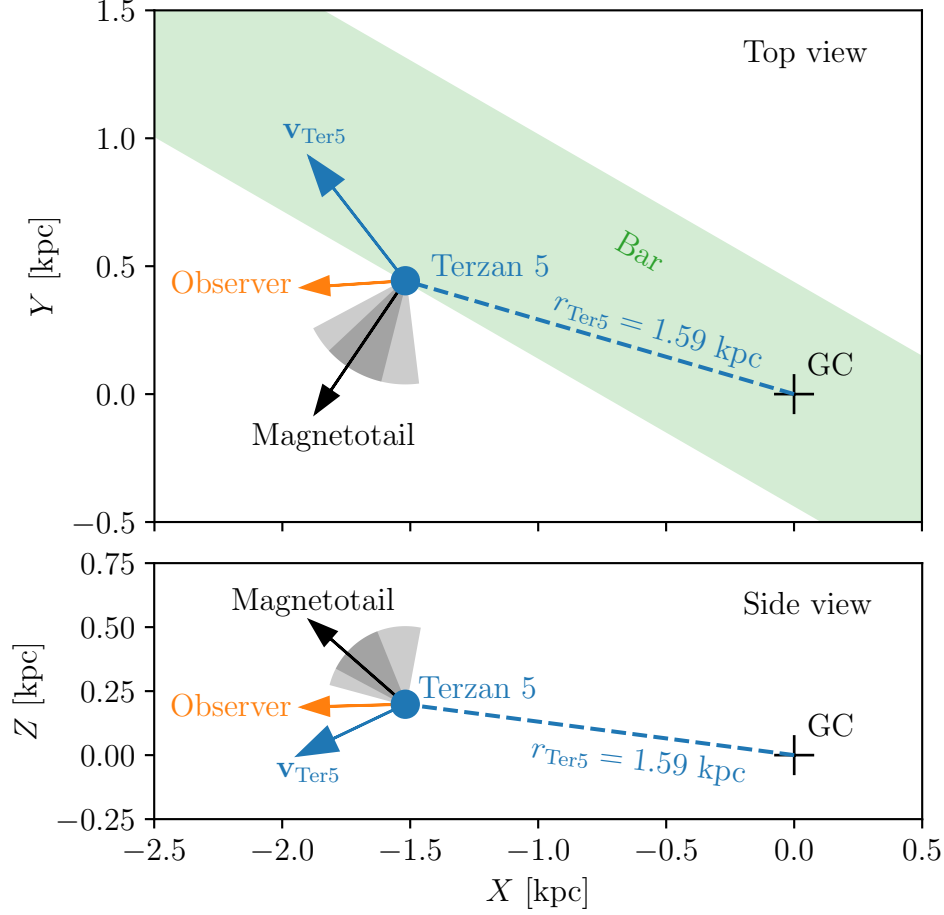 1.5
Top view
1.0
v_Ter5
Bar
0.5
Terzan 5
Observer
r_Ter5 = 1.59 kpc
Y [kpc]
GC
0.0
Magnetotail
−0.5
0.75
Magnetotail
Side view
0.50
Terzan 5
0.25
Observer
Z [kpc]
GC
0.00
v_Ter5
r_Ter5 = 1.59 kpc
−0.25
−2.5 −2.0 −1.5 −1.0 −0.5 0.0 0.5
X [kpc]